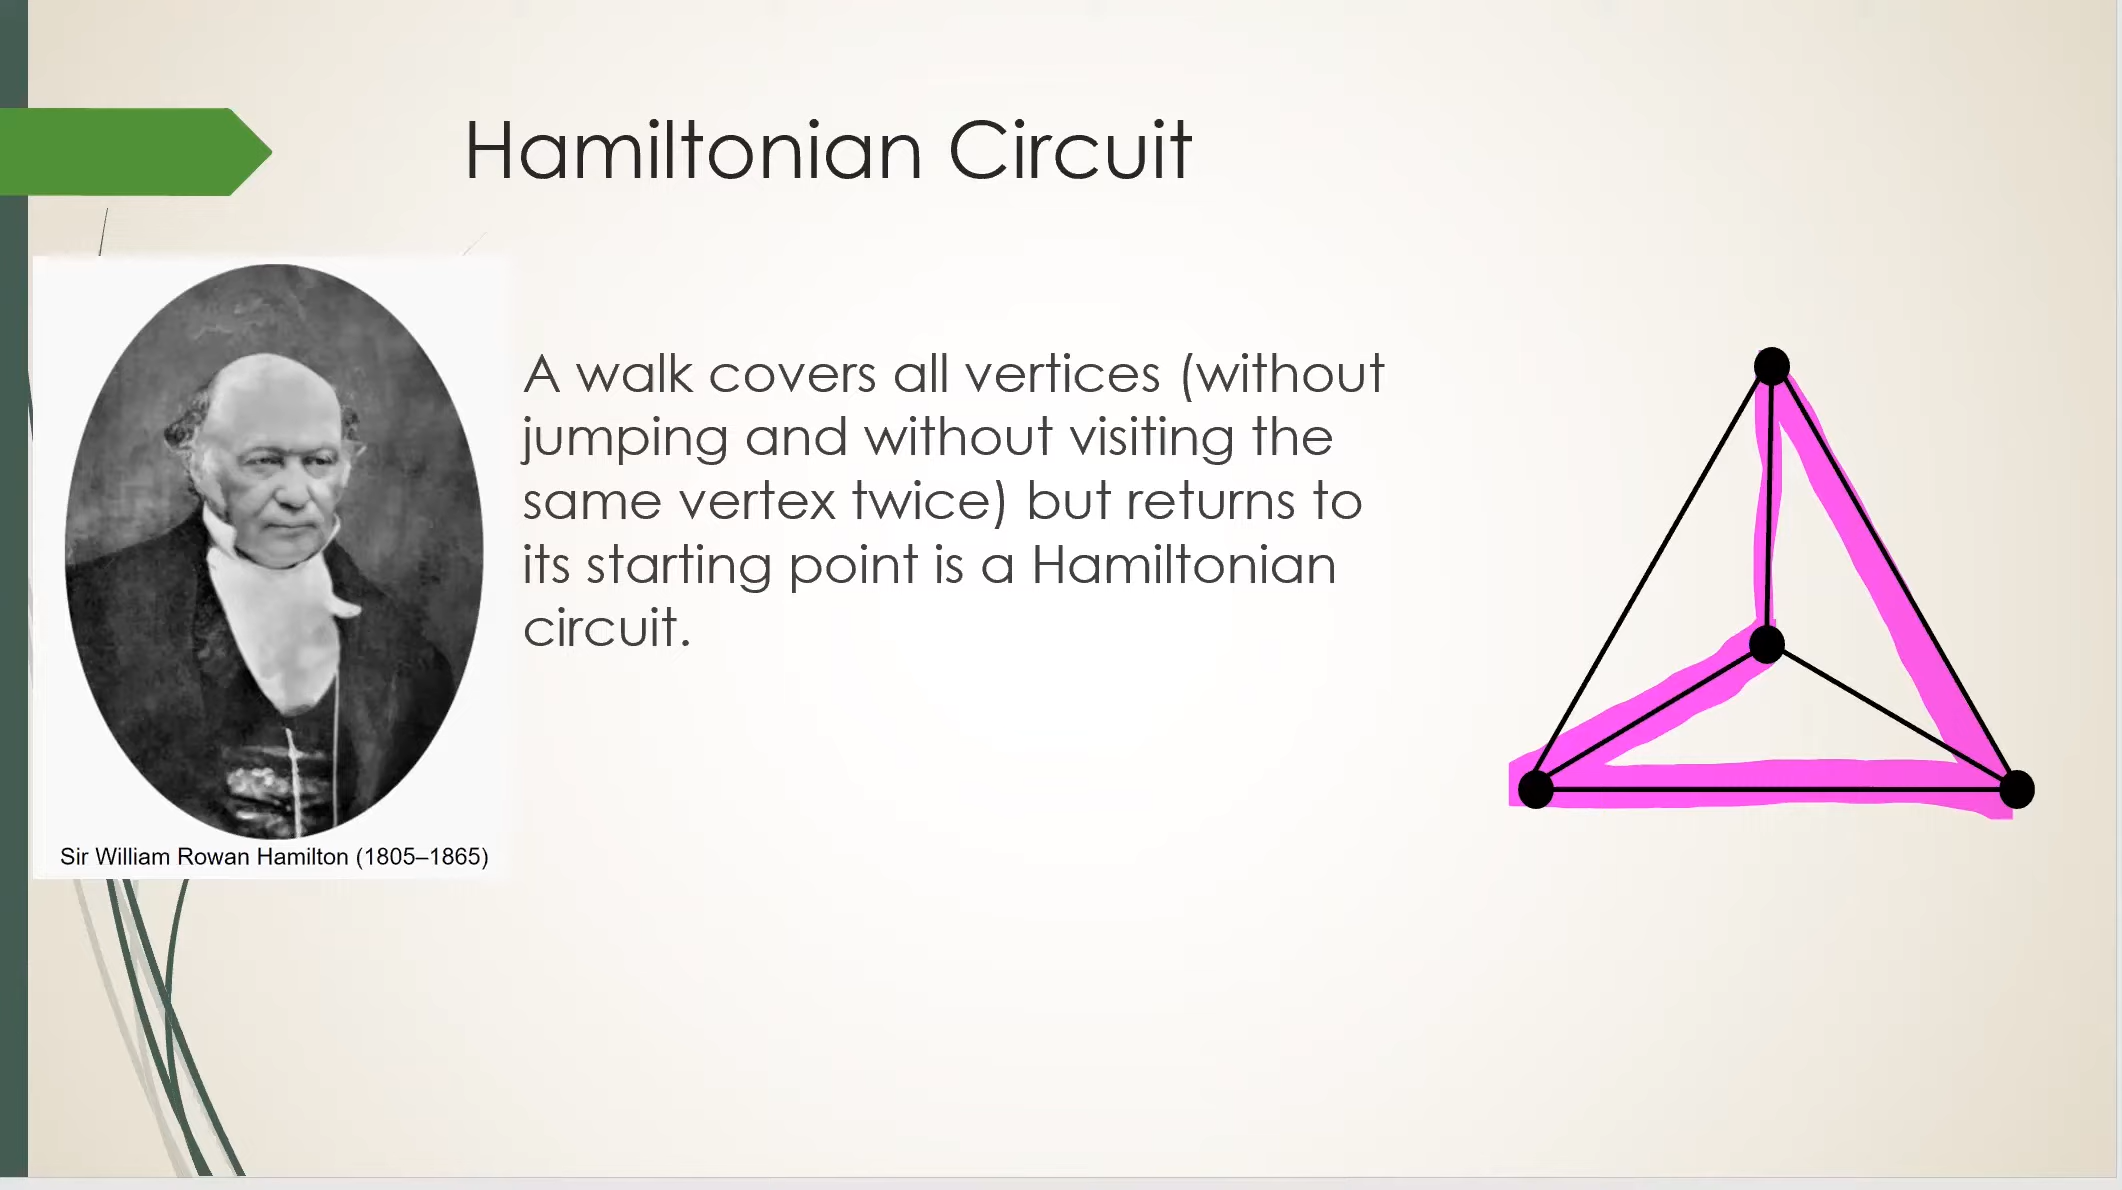 Hamiltonian Circuit
A walk covers all vertices (without
jumping and without visiting the
same vertex twice) but returns to
its starting point is a Hamiltonian
circuit.
Sir William Rowan Hamilton (1805–1865)